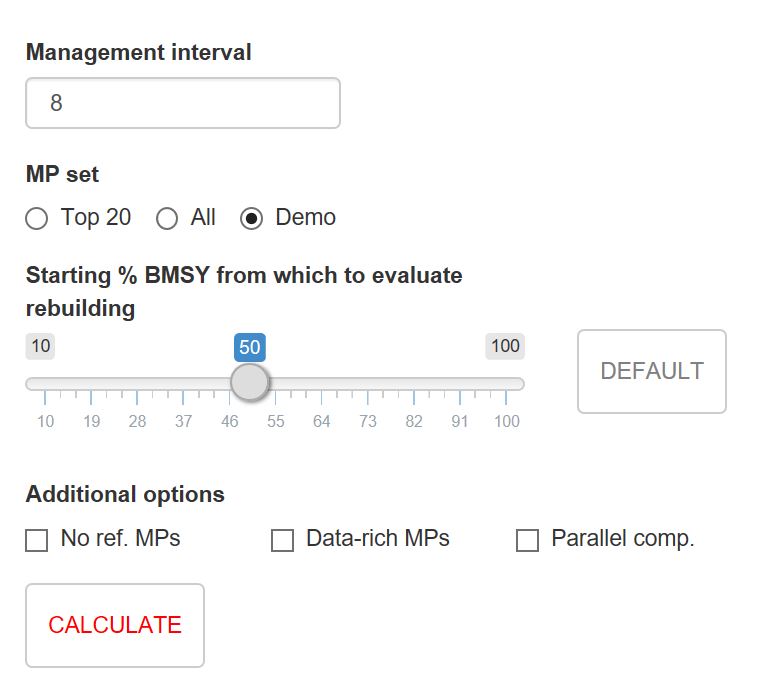 Management interval
8
MP set
Top 20 All Demo
Starting % BMSY from which to evaluate
rebuilding
10 50 100
DEFAULT
10 19 28 37 46 55 64 73 82 91 100
Additional options
No ref. MPs Data-rich MPs Parallel comp.
CALCULATE